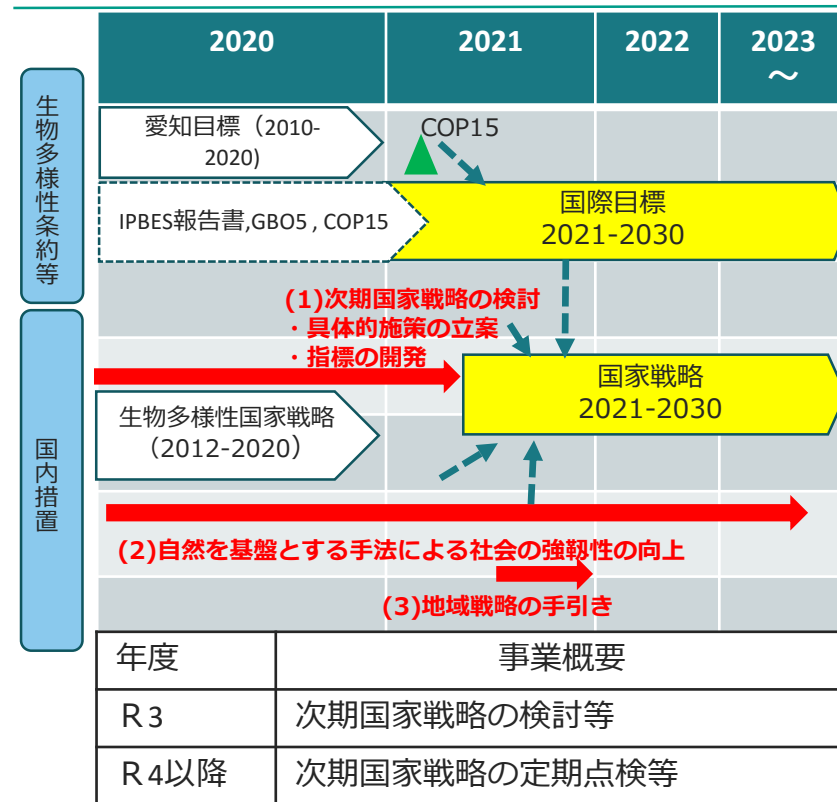 2020 2021 2022 2023
～
生物多様性条約等
愛知目標（2010-
2020)
COP15
IPBES報告書,GBO5 , COP15
国際目標
2021-2030
(1)次期国家戦略の検討
・具体的施策の立案
・指標の開発
国内措置
国家戦略
2021-2030
生物多様性国家戦略
（2012-2020）
(2)自然を基盤とする手法による社会の強靱性の向上
(3)地域戦略の手引き
年度 事業概要
Ｒ3 次期国家戦略の検討等
Ｒ4以降 次期国家戦略の定期点検等